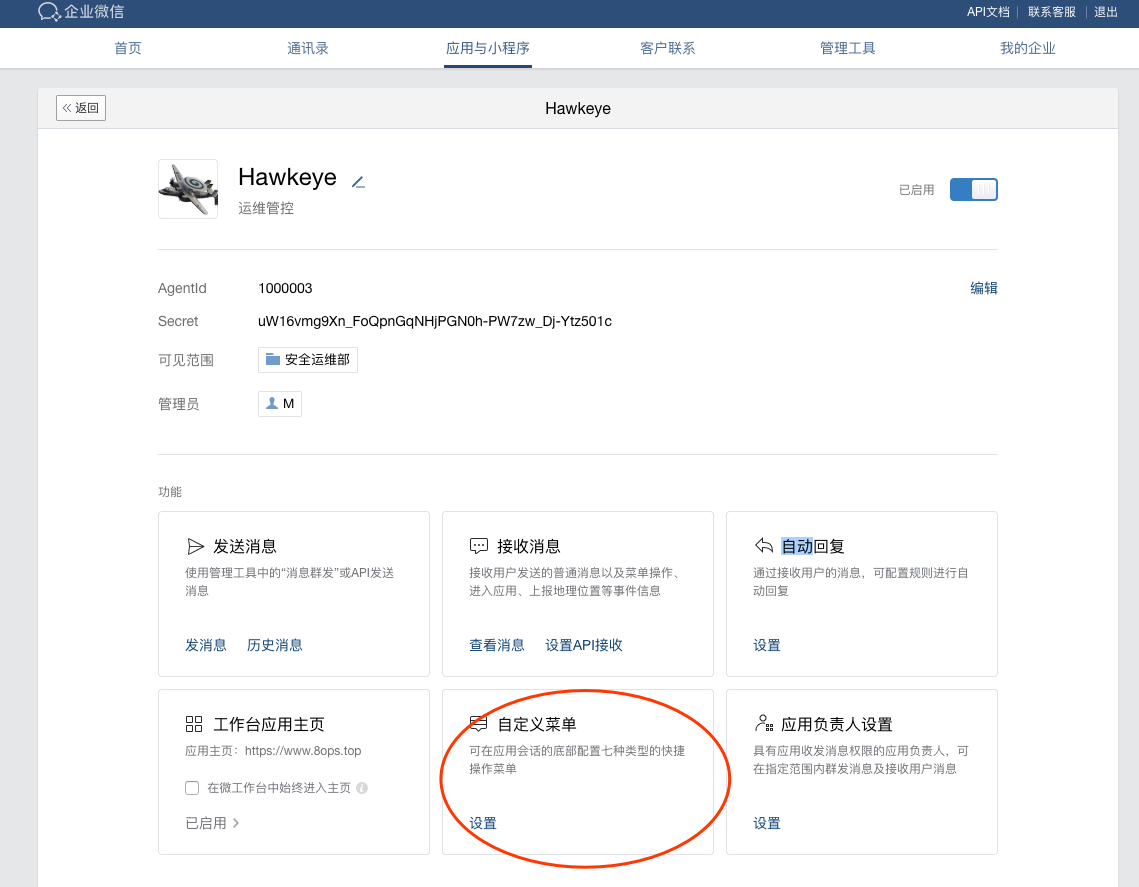 企业微信
API文档 联系客服 退出
首页 通讯录 应用与小程序 客户联系 管理工具 我的企业
返回
Hawkeye
Hawkeye
运维管控
已启用
AgentId 1000003
编辑
Secret uW16vmg9Xn_FoQpnGqNHjPGN0h-PW7zw_Dj-Ytz501c
可见范围 安全运维部
管理员 M
功能
发送消息
使用管理工具中的“消息群发”或API发送
消息
发消息 历史消息
接收消息
接收用户发送的普通消息以及菜单操作、
进入应用、上报地理位置等事件信息
查看消息 设置API接收
自动回复
通过接收用户的消息，可配置规则进行自
动回复
设置
工作台应用主页
应用主页：https://www.8ops.top
在微工作台中始终进入主页
已启用
自定义菜单
可在应用会话的底部配置七种类型的快捷
操作菜单
设置
应用负责人设置
具有应用收发消息权限的应用负责人，可
在指定范围内群发消息及接收用户消息
设置